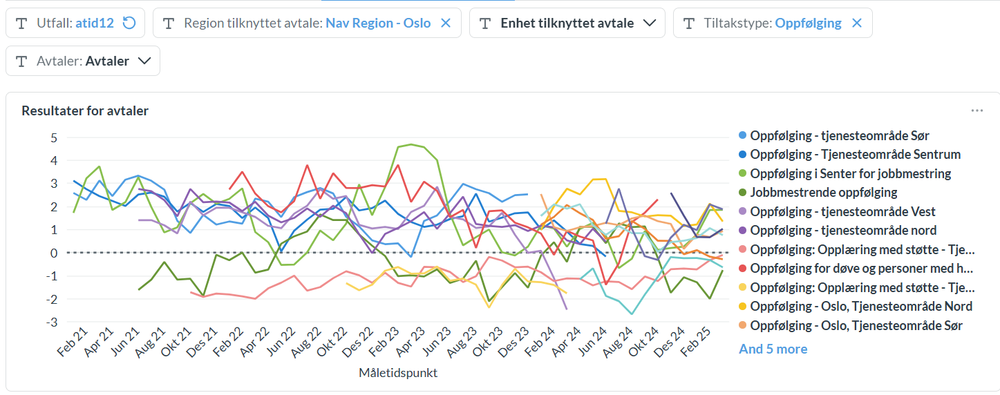 Utfall: atid12
Region tilknyttet avtale: Nav Region - Oslo
Enhet tilknyttet avtale
Tiltakstype: Oppfølging
Avtaler: Avtaler
Resultater for avtaler
5
4
3
2
1
0
-1
-2
-3
Feb 21
Apr 21
Jun 21
Aug 21
Okt 21
Des 21
Feb 22
Apr 22
Jun 22
Aug 22
Okt 22
Des 22
Feb 23
Apr 23
Jun 23
Aug 23
Okt 23
Des 23
Feb 24
Apr 24
Jun 24
Aug 24
Okt 24
Des 24
Feb 25
Måletidspunkt
Oppfølging - tjenesteområde Sør
Oppfølging - Tjenesteområde Sentrum
Oppfølging i Senter for jobbmestring
Jobbmestrende oppfølging
Oppfølging - tjenesteområde Vest
Oppfølging - tjenesteområde nord
Oppfølging: Opplæring med støtte - Tje...
Oppfølging for døve og personer med h...
Oppfølging: Opplæring med støtte - Tje...
Oppfølging - Oslo, Tjenesteområde Nord
Oppfølging - Oslo, Tjenesteområde Sør
And 5 more